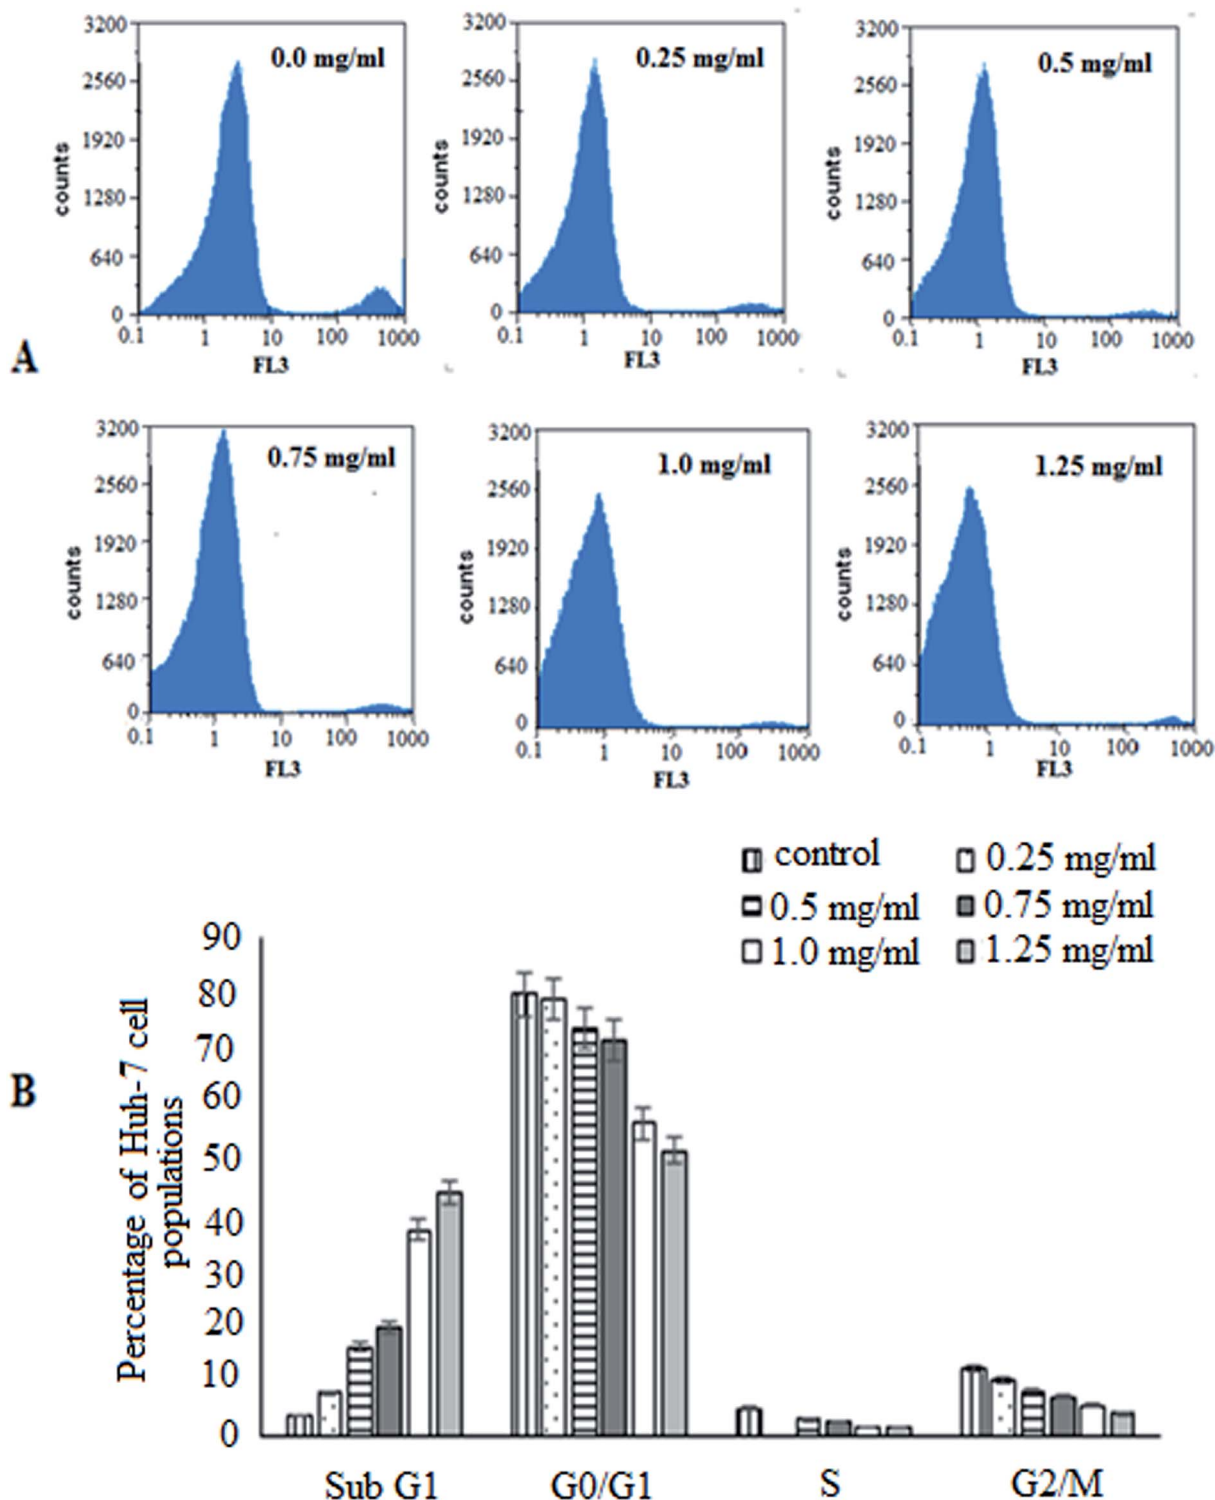 3200
2560
1920
1280
640
0
counts
0.0 mg/ml
0.1 1 10 100 1000
FL3
3200
2560
1920
1280
640
0
counts
0.25 mg/ml
0.1 1 10 100 1000
FL3
3200
2560
1920
1280
640
0
counts
0.5 mg/ml
0.1 1 10 100 1000
FL3
A
3200
2560
1920
1280
640
0
counts
0.75 mg/ml
0.1 1 10 100 1000
FL3
3200
2560
1920
1280
640
0
counts
1.0 mg/ml
0.1 1 10 100 1000
FL3
3200
2560
1920
1280
640
0
counts
1.25 mg/ml
0.1 1 10 100 1000
FL3
control 0.25 mg/ml
0.5 mg/ml 0.75 mg/ml
1.0 mg/ml 1.25 mg/ml
B
Percentage of Huh-7 cell
populations
90
80
70
60
50
40
30
20
10
0
Sub G1 G0/G1 S G2/M